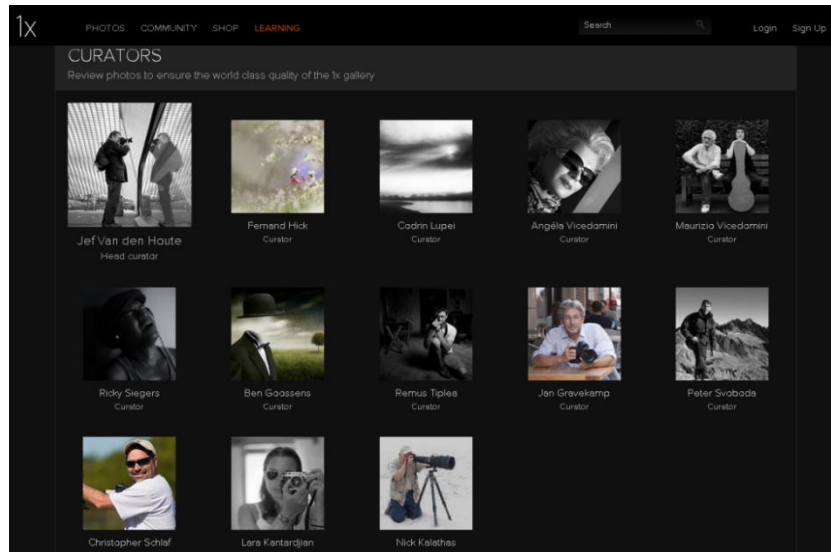 1x PHOTOS COMMUNITY SHOP LEARNING Search Login Sign Up
CURATORS
Review photos to ensure the world class quality of the 1x gallery
Jef Van den Houte
Head curator
Fernand Hick
Curator
Codrin Lupei
Curator
Angéla Vicedomini
Curator
Maurizio Vicedomini
Curator
Ricky Siegers
Curator
Ben Goossens
Curator
Remus Tiplea
Curator
Jan Gravekamp
Curator
Peter Svoboda
Curator
Christopher Schlaf
Lara Kantardjian
Nick Kalathas